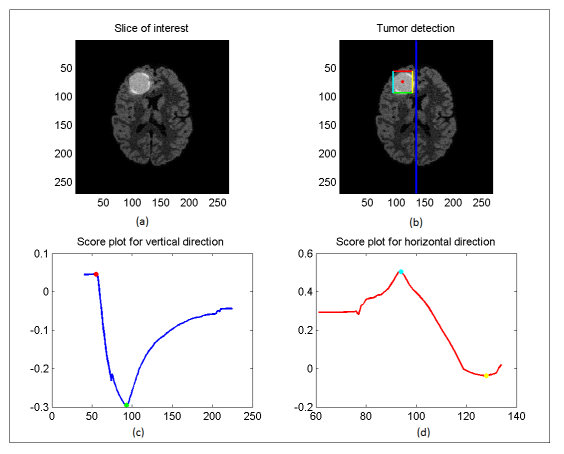 Slice of interest
Tumor detection
50
100
150
200
250
50 100 150 200 250
(a)
50
100
150
200
250
50 100 150 200 250
(b)
Score plot for vertical direction
0.1
0
-0.1
-0.2
-0.3
0 50 100 150 200 250
(c)
Score plot for horizontal direction
0.6
0.4
0.2
0
-0.2
60 80 100 120 140
(d)